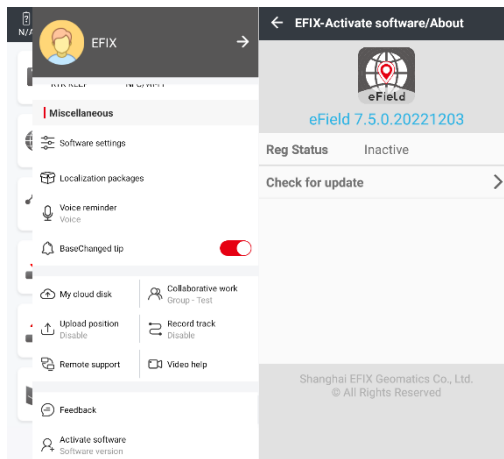 ?
N/A
EFIX
Miscellaneous
Software settings
Localization packages
Voice reminder
Voice
BaseChanged tip
My cloud disk
Collaborative work
Group - Test
Upload position
Disable
Record track
Disable
Remote support
Video help
Feedback
Activate software
Software version
EFIX-Activate software/About
eField
eField 7.5.0.20221203
Reg Status Inactive
Check for update
Shanghai EFIX Geomatics Co., Ltd.
© All Rights Reserved